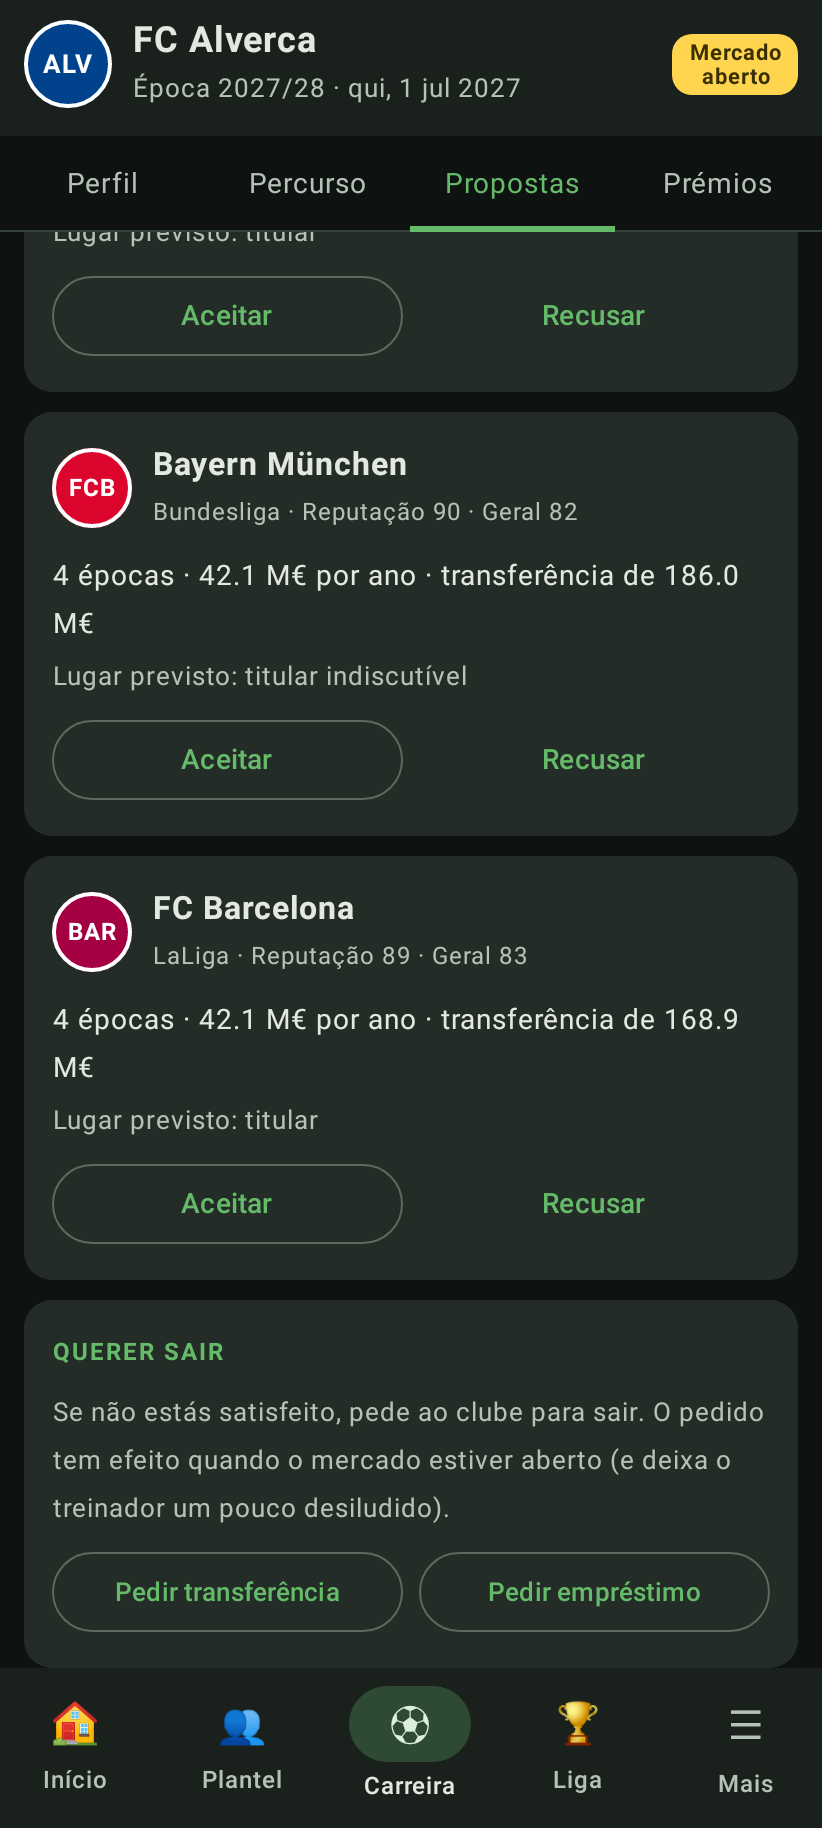 ALV
FC Alverca
Época 2027/28 · qui, 1 jul 2027
Mercado
aberto
Perfil
Percurso
Propostas
Prémios
Lugar previsto: titular
Aceitar
Recusar
FCB
Bayern München
Bundesliga · Reputação 90 · Geral 82
4 épocas · 42.1 M€ por ano · transferência de 186.0
M€
Lugar previsto: titular indiscutível
Aceitar
Recusar
BAR
FC Barcelona
LaLiga · Reputação 89 · Geral 83
4 épocas · 42.1 M€ por ano · transferência de 168.9
M€
Lugar previsto: titular
Aceitar
Recusar
QUERER SAIR
Se não estás satisfeito, pede ao clube para sair. O pedido
tem efeito quando o mercado estiver aberto (e deixa o
treinador um pouco desiludido).
Pedir transferência
Pedir empréstimo
Início
Plantel
Carreira
Liga
Mais